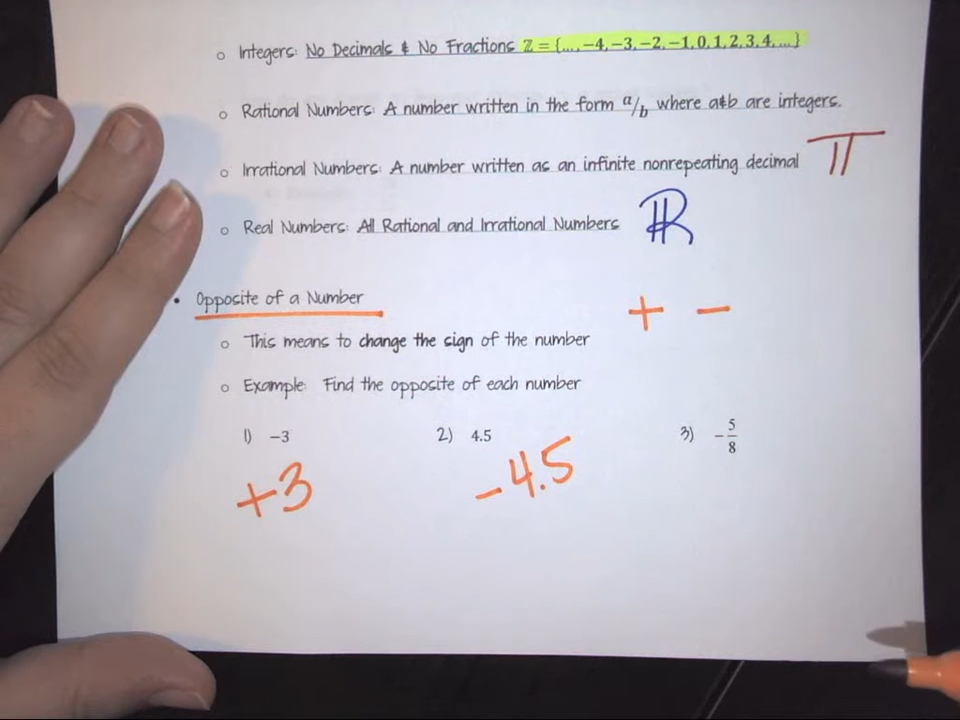 ○ Integers: No Decimals & No Fractions ℤ = {…, −4, −3, −2, −1, 0, 1, 2, 3, 4, …}
○ Rational Numbers: A number written in the form a/b where a&b are integers.
○ Irrational Numbers: A number written as an infinite nonrepeating decimal π
○ Real Numbers: All Rational and Irrational Numbers ℝ
• Opposite of a Number
+ −
○ This means to change the sign of the number
○ Example: Find the opposite of each number
1) −3 2) 4.5 3) −5/8
+3 −4.5